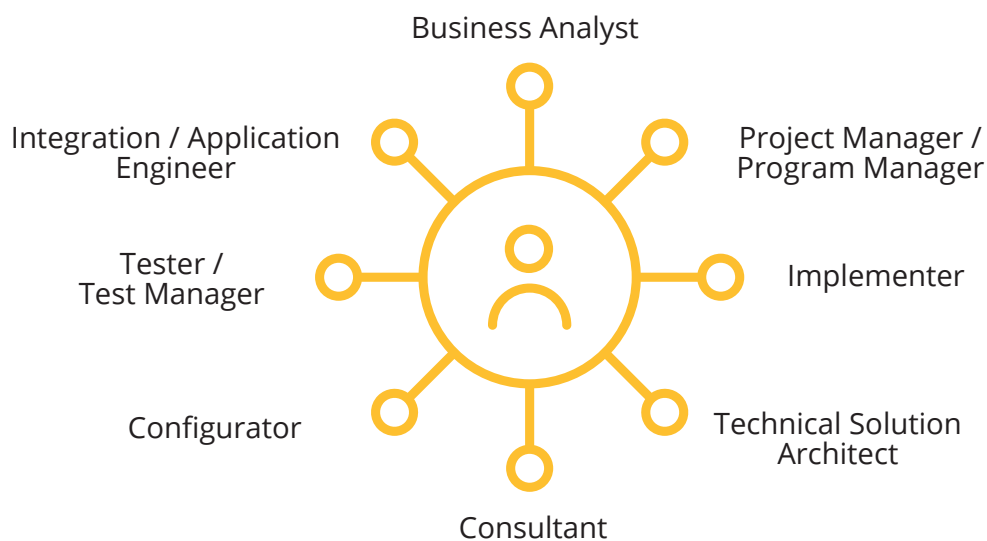 Business Analyst
Integration / Application
Engineer
Project Manager /
Program Manager
Tester /
Test Manager
Implementer
Configurator
Technical Solution
Architect
Consultant